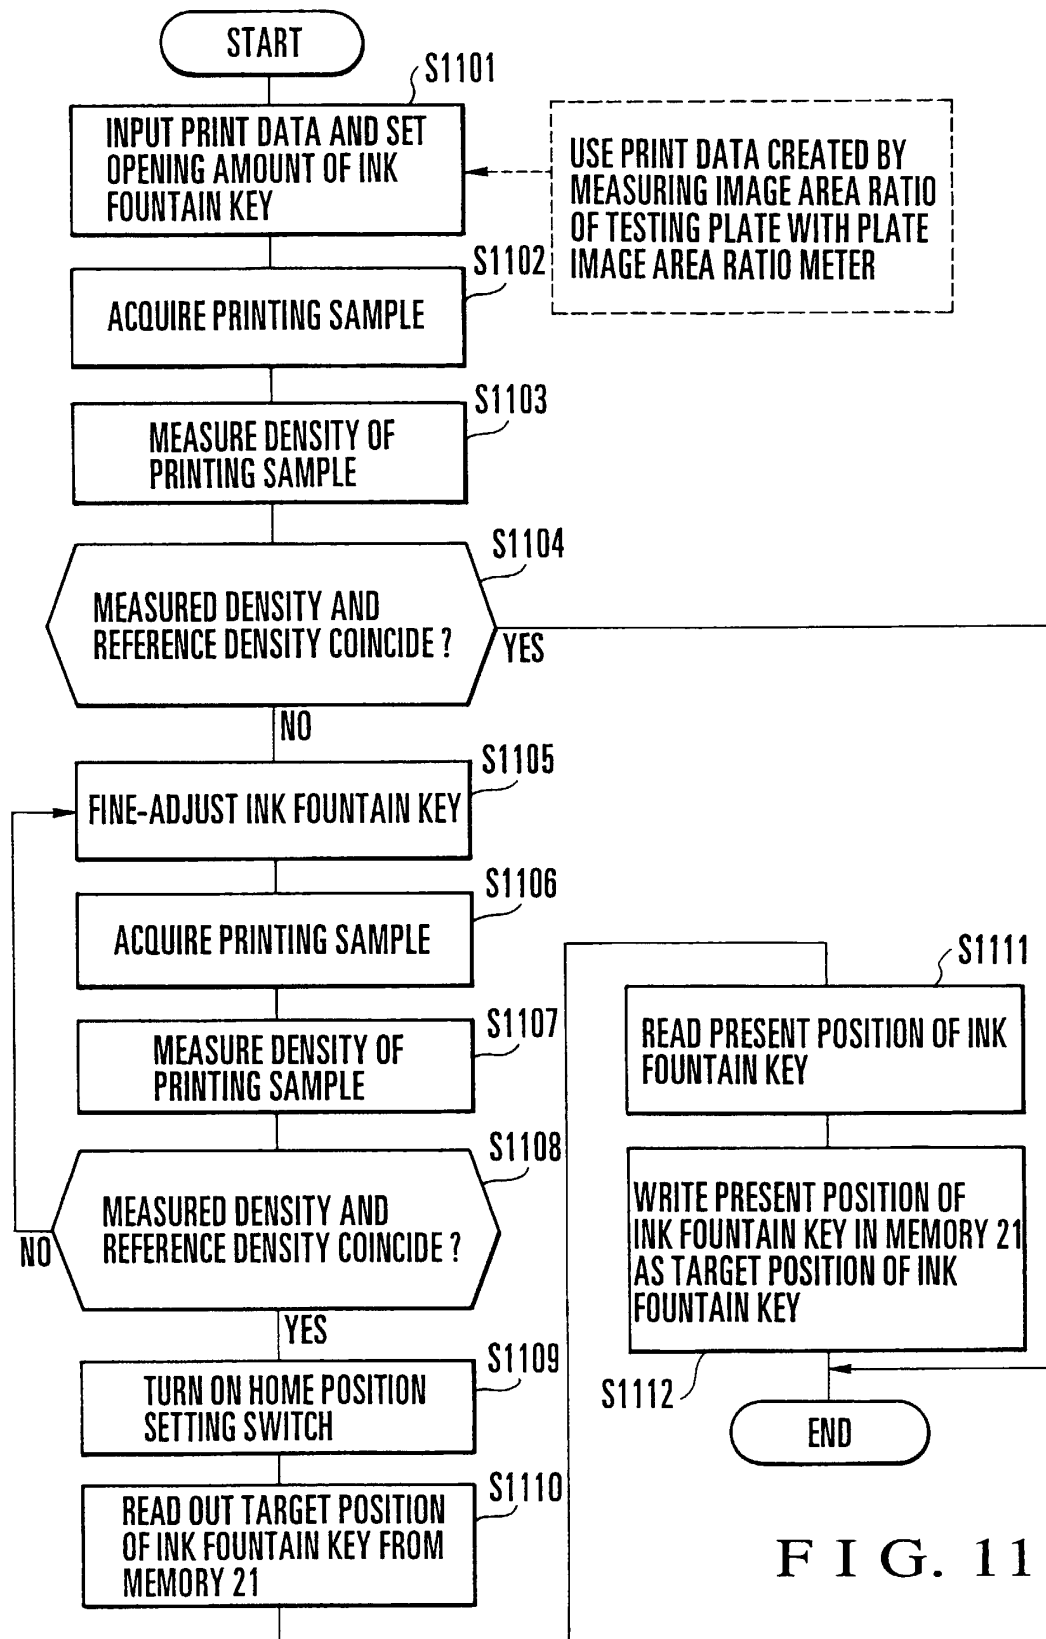 START
S1101
INPUT PRINT DATA AND SET
OPENING AMOUNT OF INK
FOUNTAIN KEY
USE PRINT DATA CREATED BY
MEASURING IMAGE AREA RATIO
OF TESTING PLATE WITH PLATE
IMAGE AREA RATIO METER
S1102
ACQUIRE PRINTING SAMPLE
S1103
MEASURE DENSITY OF
PRINTING SAMPLE
S1104
MEASURED DENSITY AND
REFERENCE DENSITY COINCIDE ?
YES
NO
S1105
FINE-ADJUST INK FOUNTAIN KEY
S1106
ACQUIRE PRINTING SAMPLE
S1107
MEASURE DENSITY OF
PRINTING SAMPLE
S1108
MEASURED DENSITY AND
REFERENCE DENSITY COINCIDE ?
NO
YES
S1109
TURN ON HOME POSITION
SETTING SWITCH
S1110
READ OUT TARGET POSITION
OF INK FOUNTAIN KEY FROM
MEMORY 21
S1111
READ PRESENT POSITION OF INK
FOUNTAIN KEY
WRITE PRESENT POSITION OF
INK FOUNTAIN KEY IN MEMORY 21
AS TARGET POSITION OF INK
FOUNTAIN KEY
S1112
END
FIG. 11